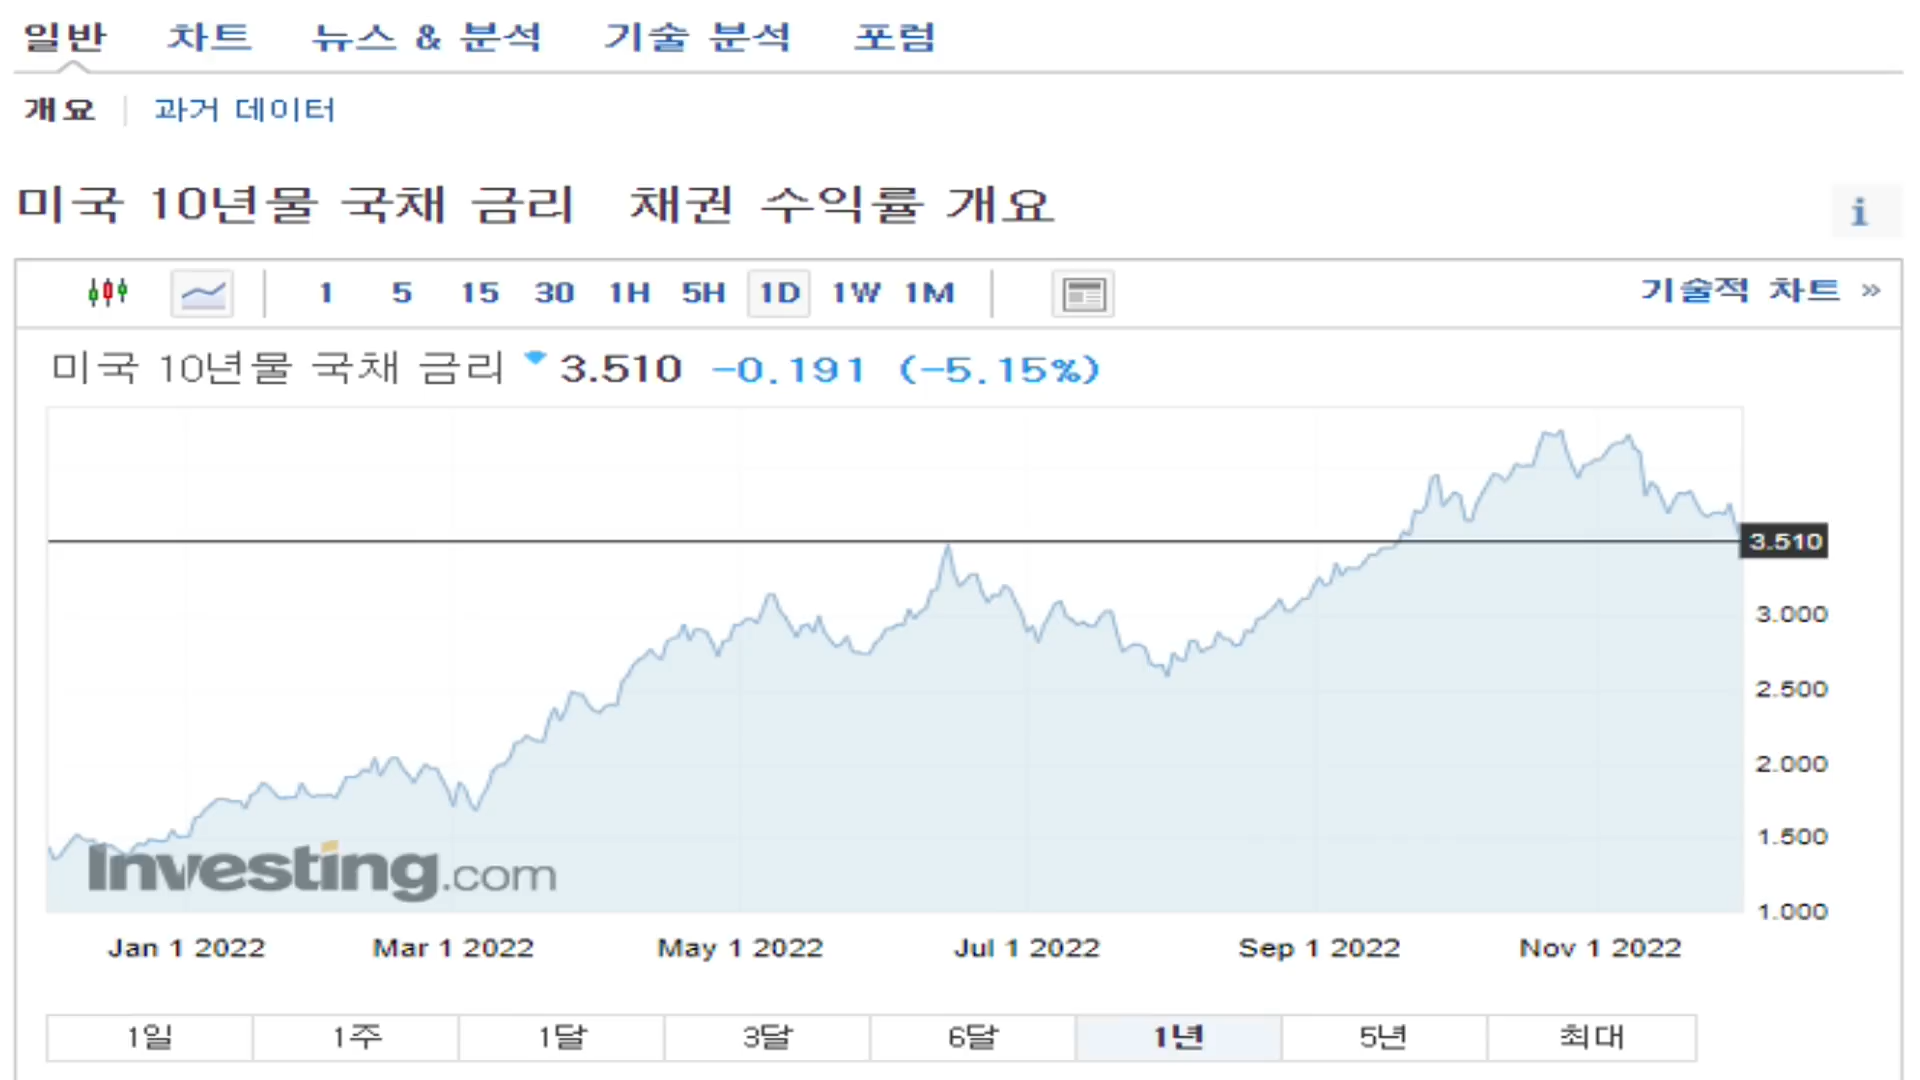 일반 차트 뉴스 & 분석 기술 분석 포럼
개요 과거 데이터
미국 10년물 국채 금리 채권 수익률 개요
i
1 5 15 30 1H 5H 1D 1W 1M 기술적 차트 »
미국 10년물 국채 금리 3.510 -0.191 (-5.15%)
3.510
3.000
2.500
2.000
1.500
1.000
Investing.com
Jan 1 2022 Mar 1 2022 May 1 2022 Jul 1 2022 Sep 1 2022 Nov 1 2022
1일 1주 1달 3달 6달 1년 5년 최대